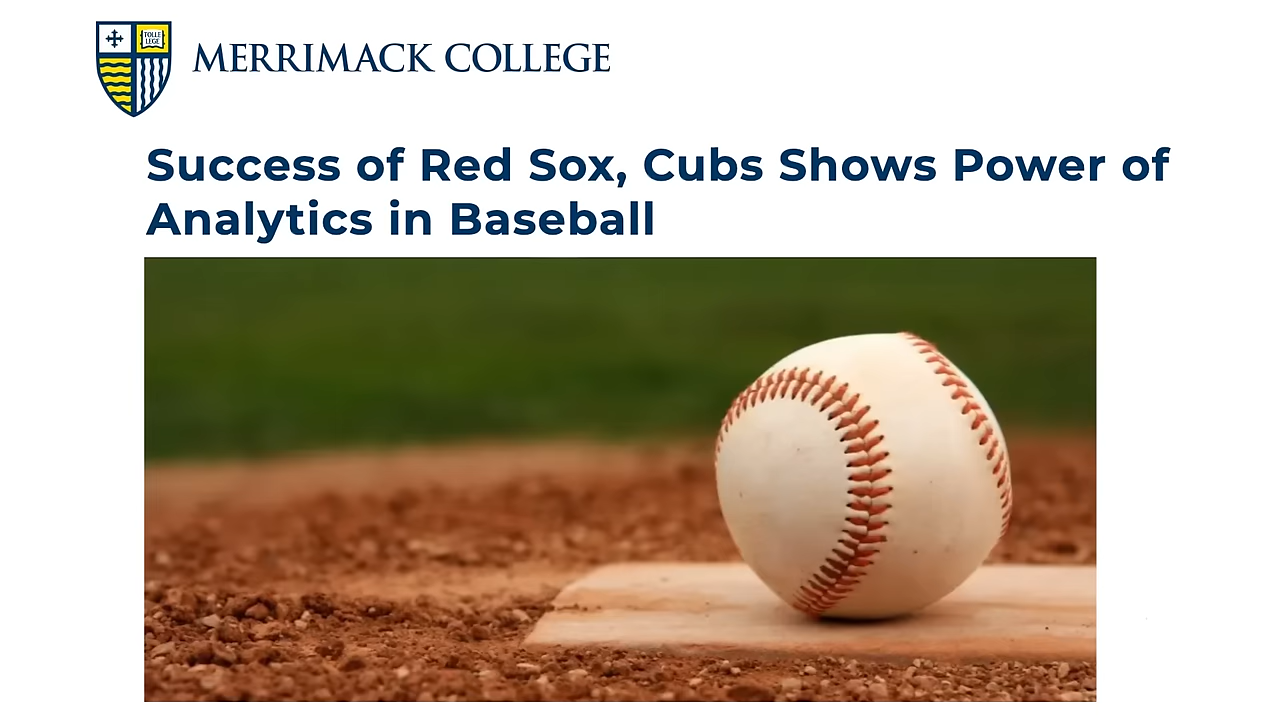 TOLLE
LEGE
MERRIMACK COLLEGE
Success of Red Sox, Cubs Shows Power of
Analytics in Baseball